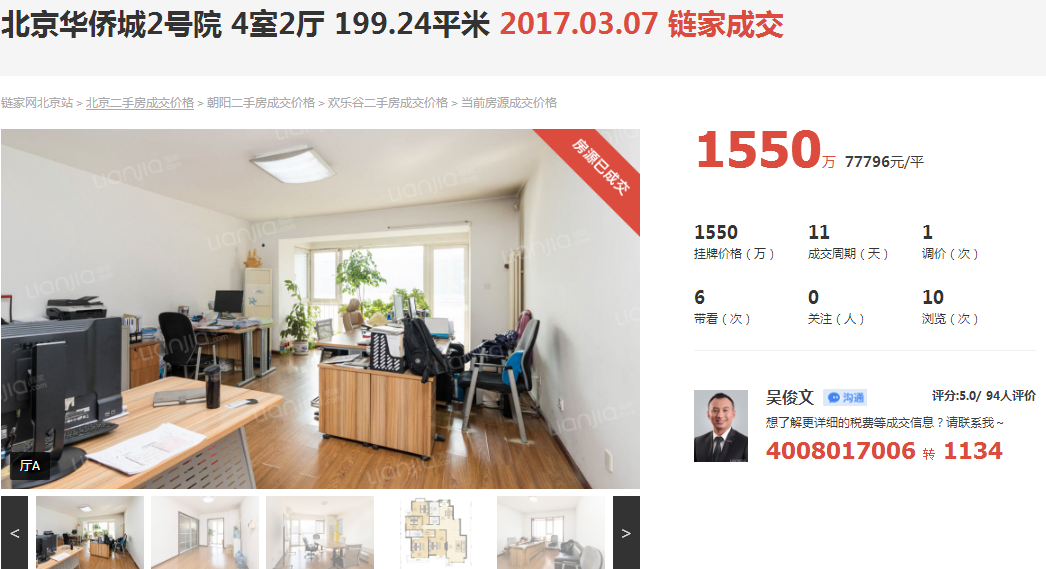 北京华侨城2号院 4室2厅 199.24平米 2017.03.07 链家成交
链家网北京站 > 北京二手房成交价格 > 朝阳二手房成交价格 > 欢乐谷二手房成交价格 > 当前房源成交价格
房源已成交
1550万 77796元/平
1550 11 1
挂牌价格（万） 成交周期（天） 调价（次）
6 0 10
带看（次） 关注（人） 浏览（次）
吴俊文 沟通 评分:5.0/ 94人评价
想了解更详细的税费等成交信息？请联系我～
4008017006 转 1134
厅A
lianjia
< >